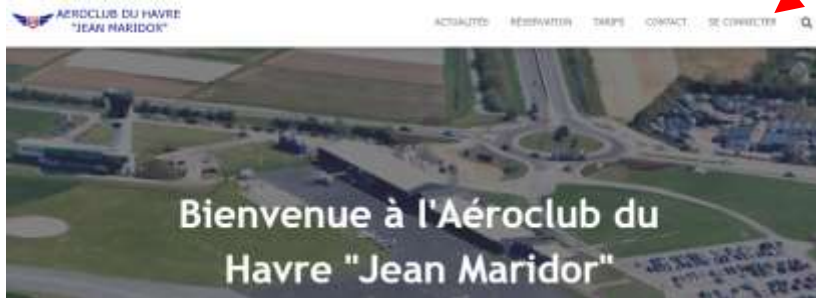 AEROCLUB DU HAVRE
"JEAN MARIDOR"
ACTUALITÉS RÉSERVATION TARIFS CONTACT SE CONNECTER
Bienvenue à l'Aéroclub du
Havre "Jean Maridor"